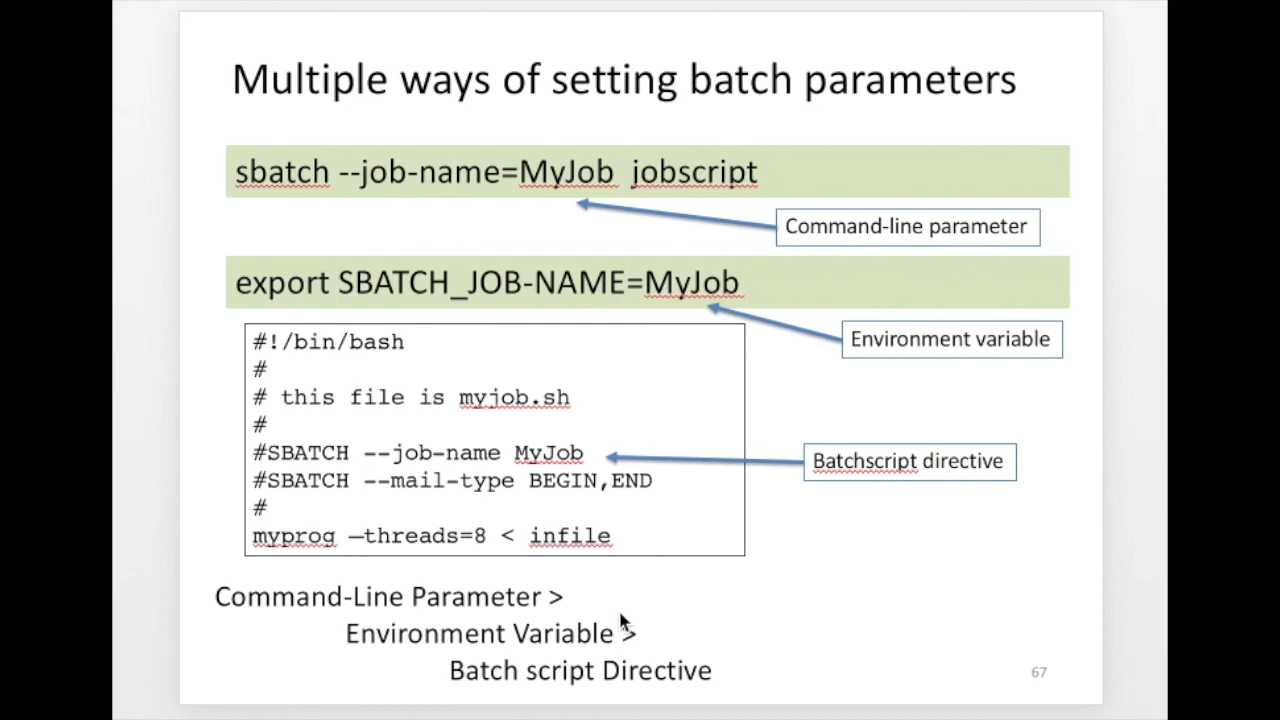 Multiple ways of setting batch parameters
sbatch --job-name=MyJob jobscript
Command-line parameter
export SBATCH_JOB-NAME=MyJob
Environment variable
#!/bin/bash
#
# this file is myjob.sh
#
#SBATCH --job-name MyJob
Batchscript directive
#SBATCH --mail-type BEGIN,END
#
myprog –threads=8 < infile
Command-Line Parameter >
Environment Variable >
Batch script Directive
67